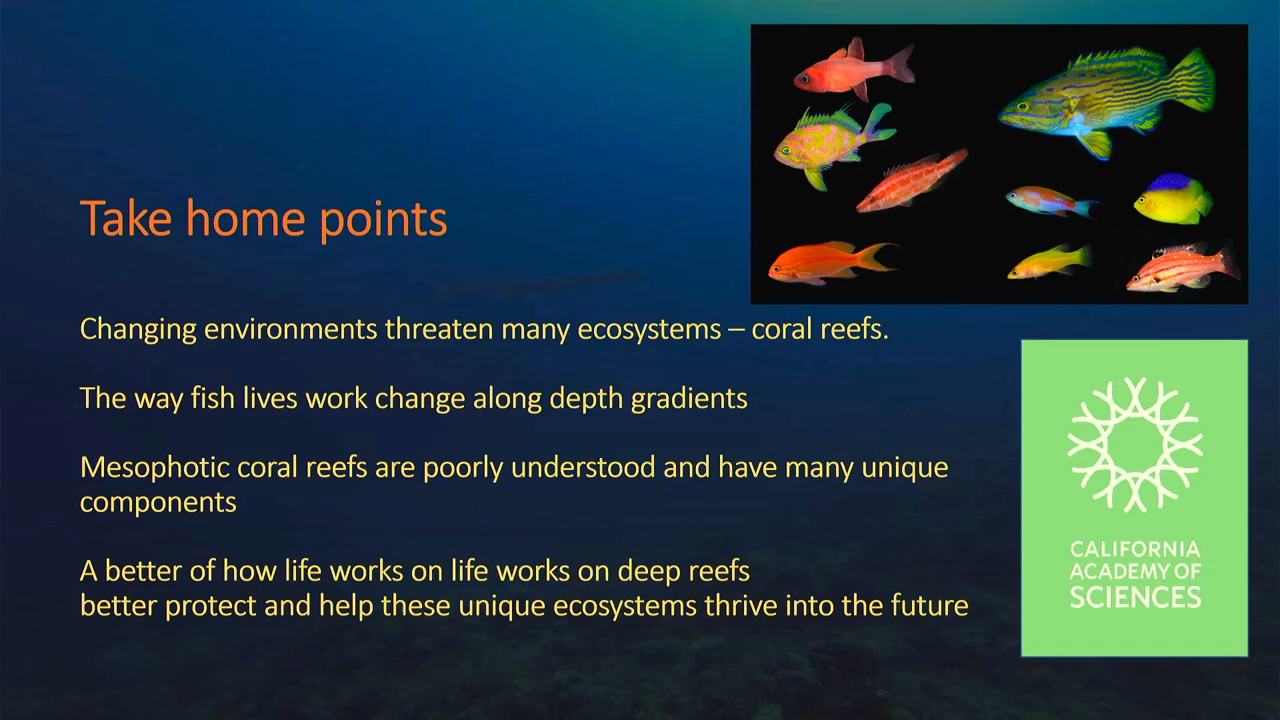 Take home points
Changing environments threaten many ecosystems – coral reefs.
The way fish lives work change along depth gradients
Mesophotic coral reefs are poorly understood and have many unique
components
A better of how life works on life works on deep reefs
better protect and help these unique ecosystems thrive into the future
CALIFORNIA
ACADEMY OF
SCIENCES